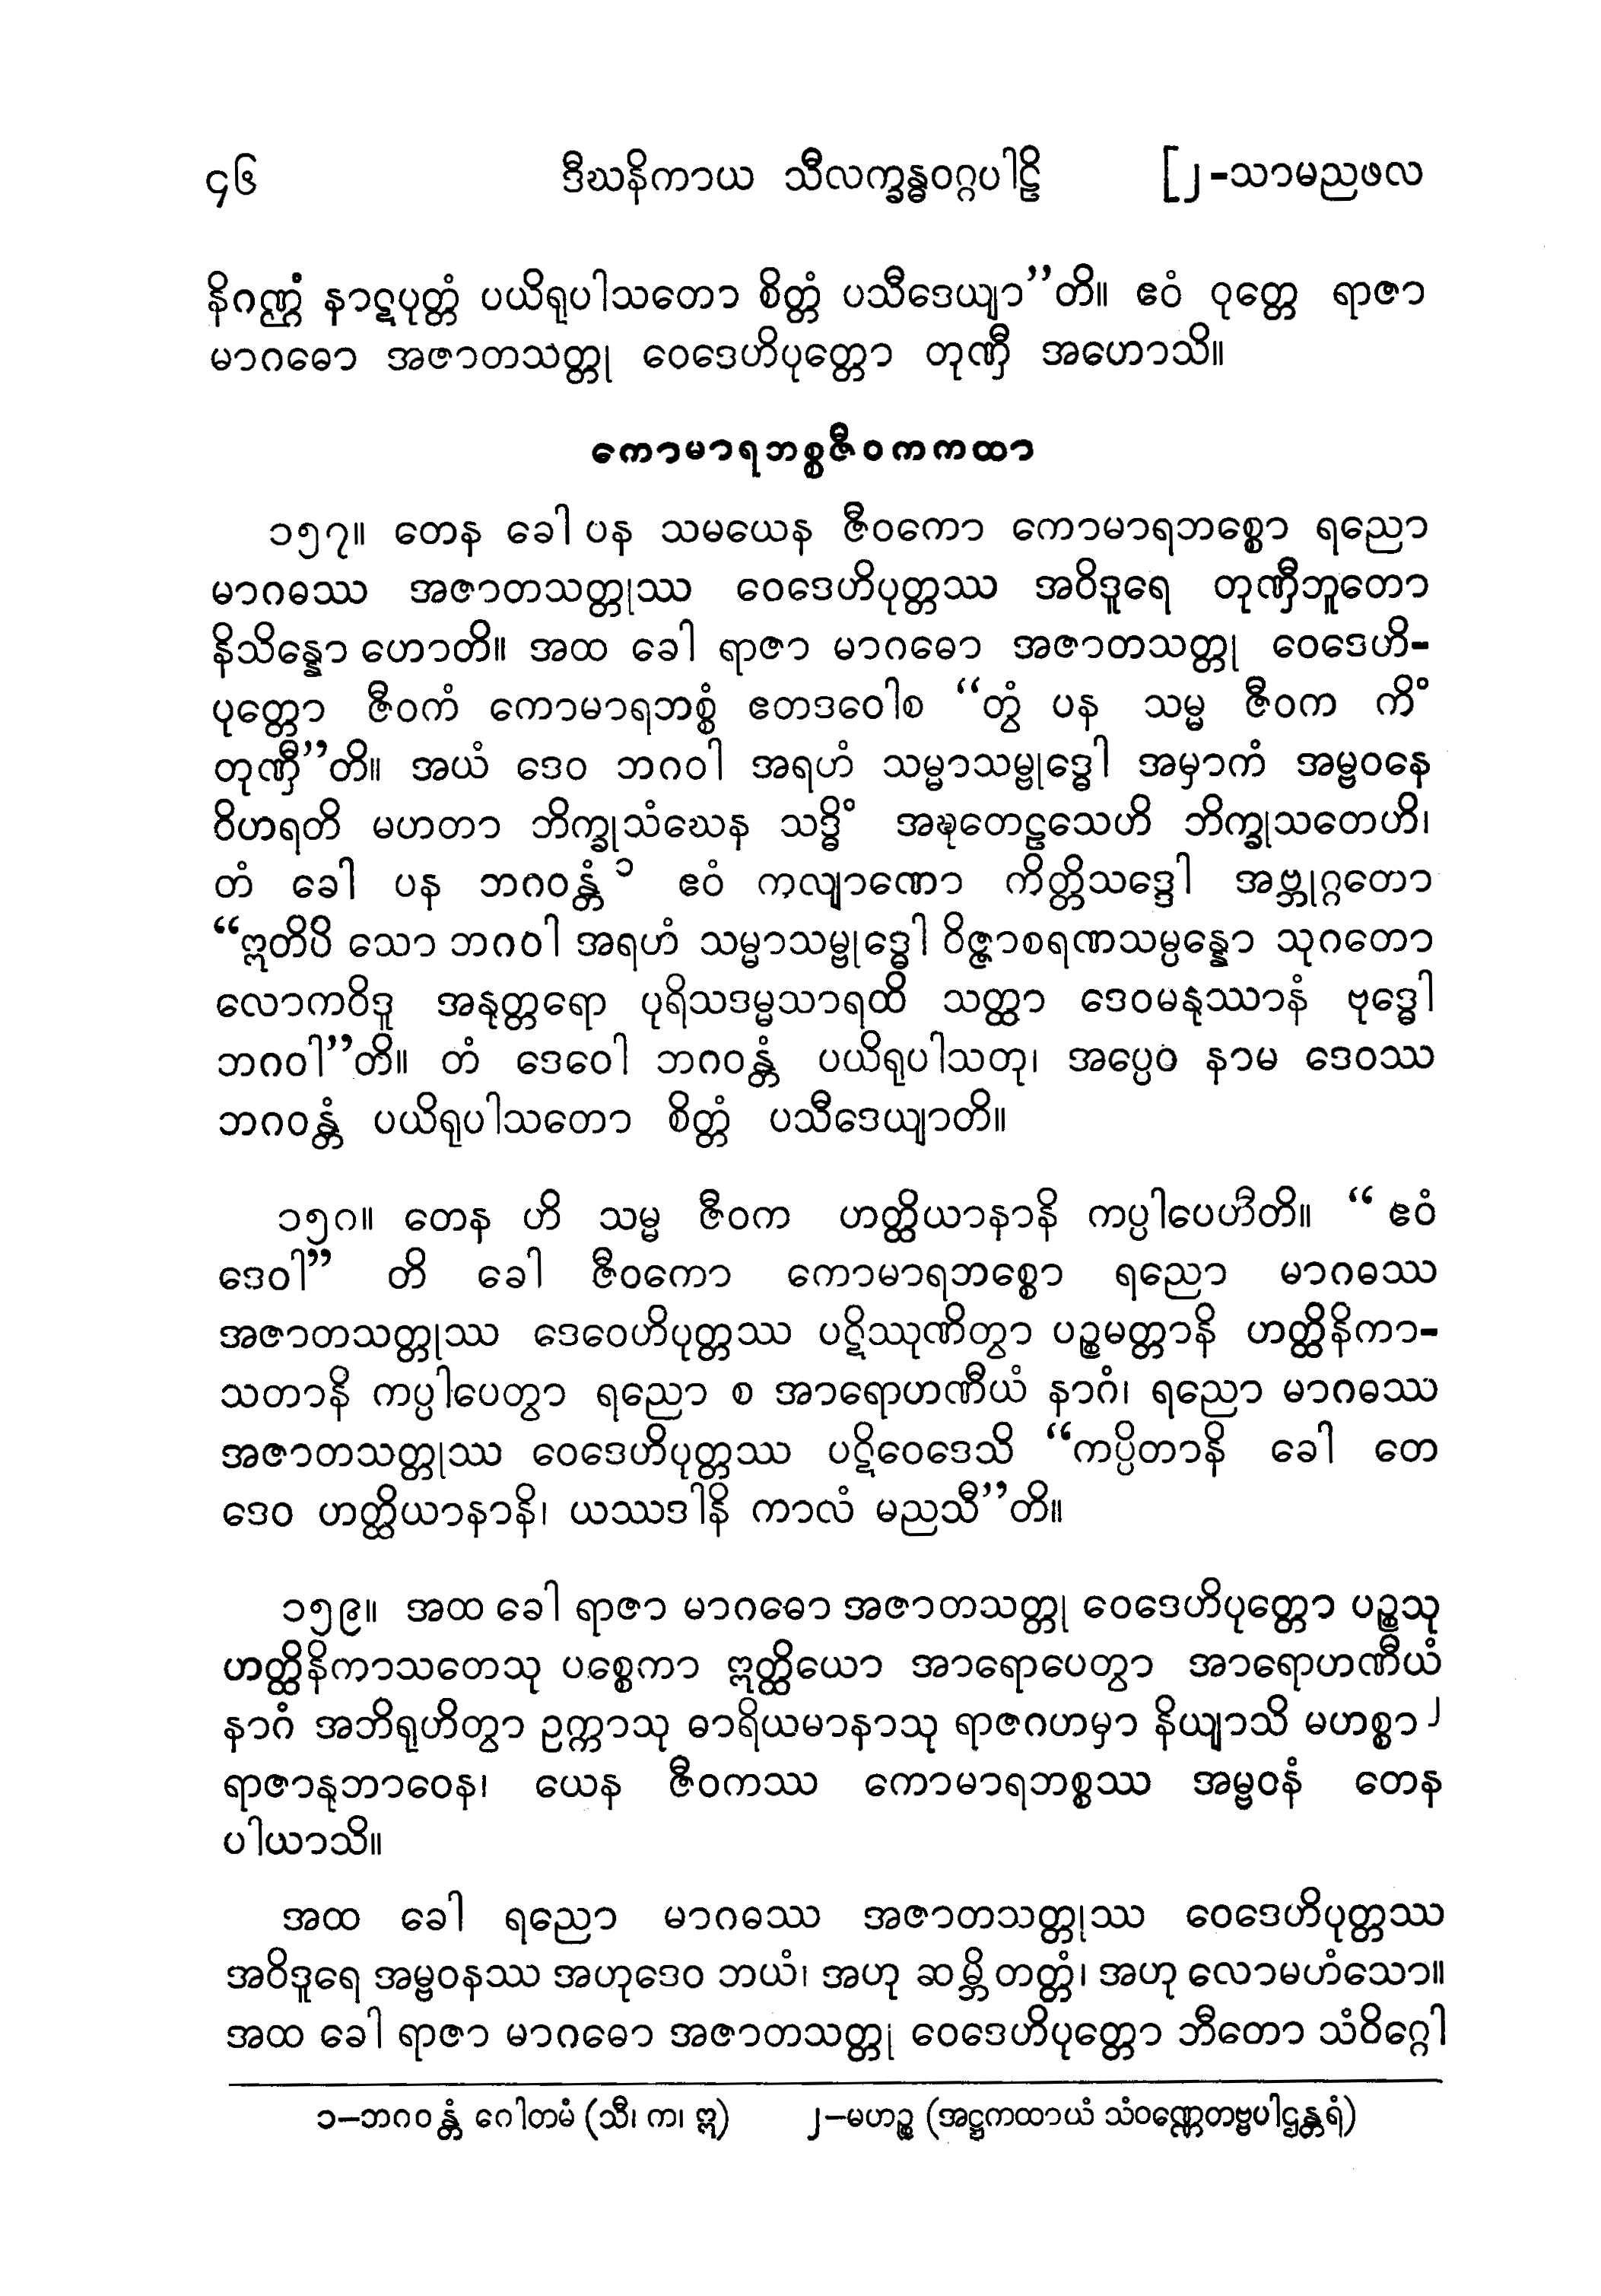 ၄၆ ဒီဃနိကာယ သီလက္ခန္ဓဝဂ္ဂပါဠိ [၂-သာမညဖလ
နိဂဏ္ဌံ နာဋပုတ္တံ ပယိရုပါသတော စိတ္တံ ပသီဒေယျာ”တိ။ ဧဝံ ဝုတ္တေ ရာဇာ
မာဂဓော အဇာတသတ္တု ဝေဒေဟိပုတ္တော တုဏှီ အဟောသိ။
ကောမာရဘစ္စဇီဝကကထာ
၁၅၇။ တေန ခေါ ပန သမယေန ဇီဝကော ကောမာရဘစ္စော ရညော
မာဂဓဿ အဇာတသတ္တုဿ ဝေဒေဟိပုတ္တဿ အဝိဒူရေ တုဏှီဘူတော
နိသိန္နော ဟောတိ။ အထ ခေါ ရာဇာ မာဂဓော အဇာတသတ္တု ဝေဒေဟိ-
ပုတ္တော ဇီဝကံ ကောမာရဘစ္စံ ဧတဒဝေါစ “တွံ ပန သမ္မ ဇီဝက ကိံ
တုဏှီ”တိ။ အယံ ဒေဝ ဘဂဝါ အရဟံ သမ္မာသမ္ဗုဒ္ဓေါ အမှာကံ အမ္ဗဝနေ
ဝိဟရတိ မဟတာ ဘိက္ခုသံဃေန သဒ္ဓိံ အဍ္ဎတေဠသေဟိ ဘိက္ခုသတေဟိ၊
တံ ခေါ ပန ဘဂဝန္တံ ၁ ဧဝံ ကလျာဏော ကိတ္တိသဒ္ဒေါ အဗ္ဘုဂ္ဂတော
“ဣတိပိ သော ဘဂဝါ အရဟံ သမ္မာသမ္ဗုဒ္ဓေါ ဝိဇ္ဇာစရဏသမ္ပန္နော သုဂတော
လောကဝိဒူ အနုတ္တရော ပုရိသဒမ္မသာရထိ သတ္ထာ ဒေဝမနုဿာနံ ဗုဒ္ဓေါ
ဘဂဝါ”တိ။ တံ ဒေဝေါ ဘဂဝန္တံ ပယိရုပါသတု၊ အပ္ပေဝ နာမ ဒေဝဿ
ဘဂဝန္တံ ပယိရုပါသတော စိတ္တံ ပသီဒေယျာတိ။
၁၅၈။ တေန ဟိ သမ္မ ဇီဝက ဟတ္ထိယာနာနိ ကပ္ပါပေဟီတိ။ “ ဧဝံ
ဒေဝါ” တိ ခေါ ဇီဝကော ကောမာရဘစ္စော ရညော မာဂဓဿ
အဇာတသတ္တုဿ ဒေဝေဟိပုတ္တဿ ပဋိဿုဏိတွာ ပဉ္စမတ္တာနိ ဟတ္ထိနိကာ-
သတာနိ ကပ္ပါပေတွာ ရညော စ အာရောဟဏီယံ နာဂံ၊ ရညော မာဂဓဿ
အဇာတသတ္တုဿ ဝေဒေဟိပုတ္တဿ ပဋိဝေဒေသိ “ကပ္ပိတာနိ ခေါ တေ
ဒေဝ ဟတ္ထိယာနာနိ၊ ယဿဒါနိ ကာလံ မညသီ”တိ။
၁၅၉။ အထ ခေါ ရာဇာ မာဂဓော အဇာတသတ္တု ဝေဒေဟိပုတ္တော ပဉ္စသု
ဟတ္ထိနိကာသတေသု ပစ္စေကာ ဣတ္ထိယော အာရောပေတွာ အာရောဟဏီယံ
နာဂံ အဘိရုဟိတွာ ဥက္ကာသု ဓာရိယမာနာသု ရာဇဂဟမှာ နိယျာသိ မဟစ္စာ ၂
ရာဇာနုဘာဝေန၊ ယေန ဇီဝကဿ ကောမာရဘစ္စဿ အမ္ဗဝနံ တေန
ပါယာသိ။
အထ ခေါ ရညော မာဂဓဿ အဇာတသတ္တုဿ ဝေဒေဟိပုတ္တဿ
အဝိဒူရေ အမ္ဗဝနဿ အဟုဒေဝ ဘယံ၊ အဟု ဆမ္ဘိတတ္တံ၊ အဟု လောမဟံသော။
အထ ခေါ ရာဇာ မာဂဓော အဇာတသတ္တု ဝေဒေဟိပုတ္တော ဘီတော သံဝိဂ္ဂေါ
၁–ဘဂဝန္တံ ဂေါတမံ (သီ၊ က၊ ဣ) ၂–မဟဉ္စ (အဋ္ဌကထာယံ သံဝဏ္ဏေတဗ္ဗပါဌန္တရံ)